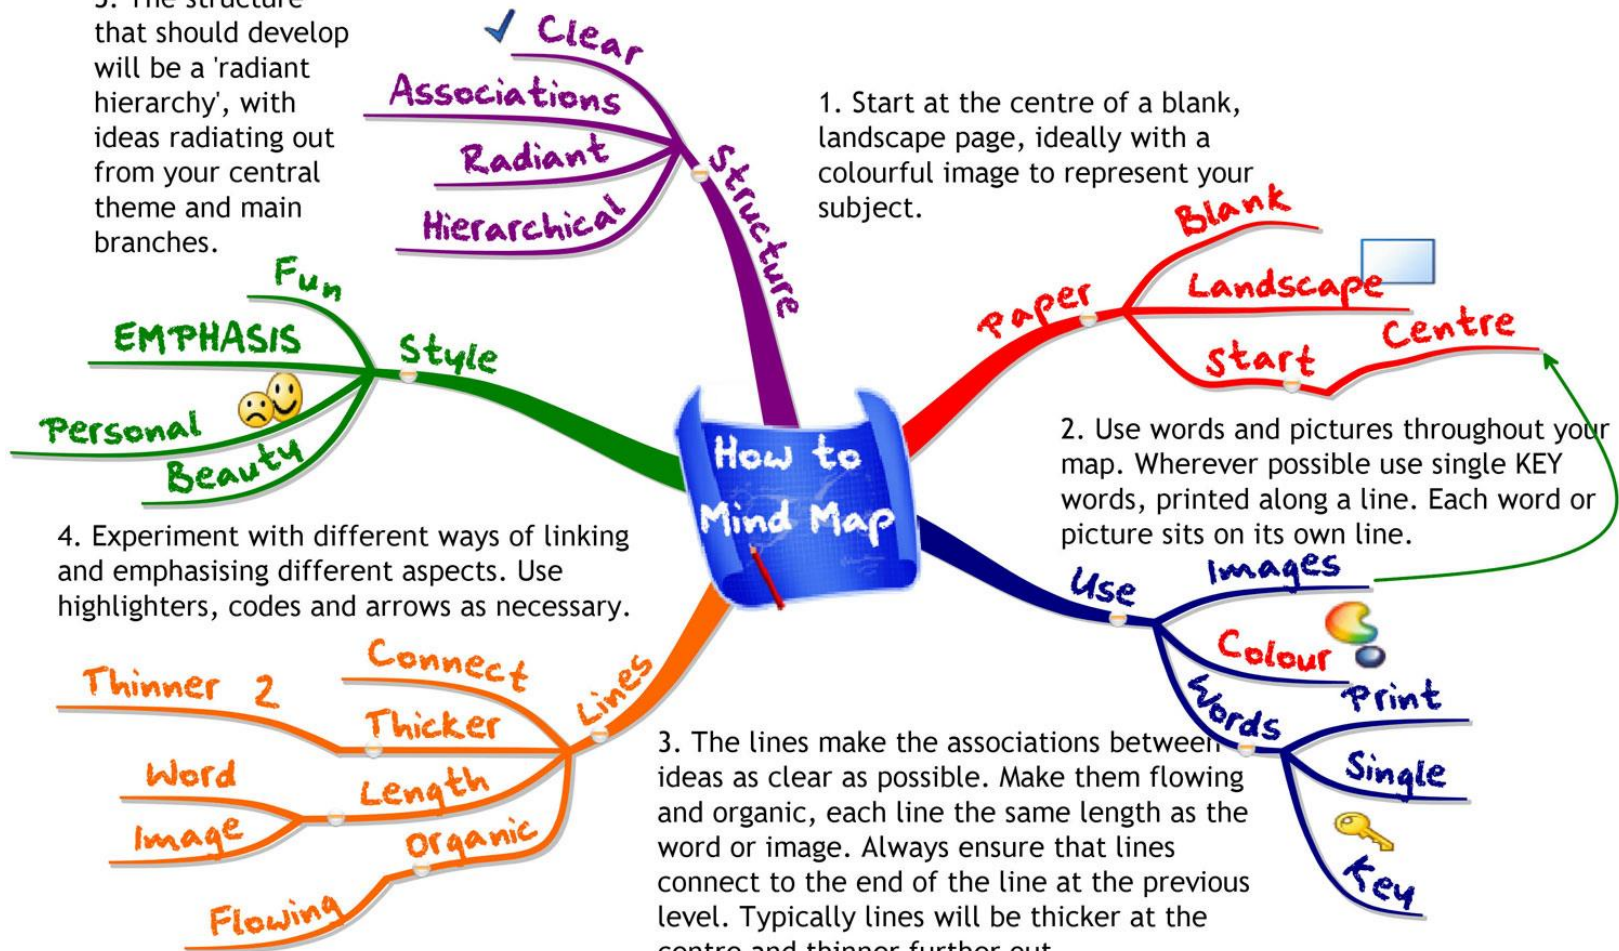 How to
Mind Map
1. Start at the centre of a blank,
landscape page, ideally with a
colourful image to represent your
subject.
Paper
Blank
Landscape
Start
Centre
2. Use words and pictures throughout your
map. Wherever possible use single KEY
words, printed along a line. Each word or
picture sits on its own line.
Use
Images
Colour
Words
Print
Single
Key
3. The lines make the associations between
ideas as clear as possible. Make them flowing
and organic, each line the same length as the
word or image. Always ensure that lines
connect to the end of the line at the previous
level. Typically lines will be thicker at the
centre and thinner further out.
Lines
Connect
Thicker
Thinner 2
Length
Word
Image
Organic
Flowing
4. Experiment with different ways of linking
and emphasising different aspects. Use
highlighters, codes and arrows as necessary.
Style
Fun
EMPHASIS
Personal
Beauty
5. The structure
that should develop
will be a 'radiant
hierarchy', with
ideas radiating out
from your central
theme and main
branches.
Structure
Clear
Associations
Radiant
Hierarchical